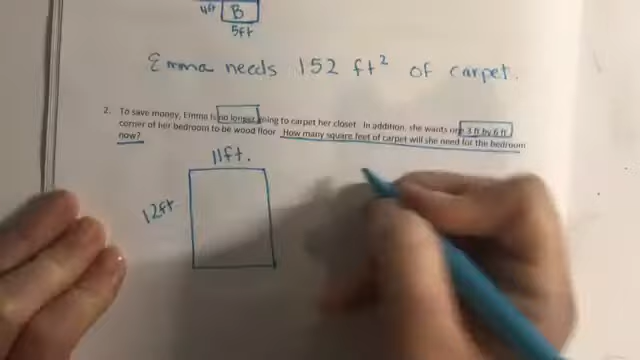 4ft B
5ft
Emma needs 152 ft² of carpet.
2. To save money, Emma is no longer going to carpet her closet. In addition, she wants one 3 ft by 6 ft
corner of her bedroom to be wood floor. How many square feet of carpet will she need for the bedroom
now?
11ft.
12ft